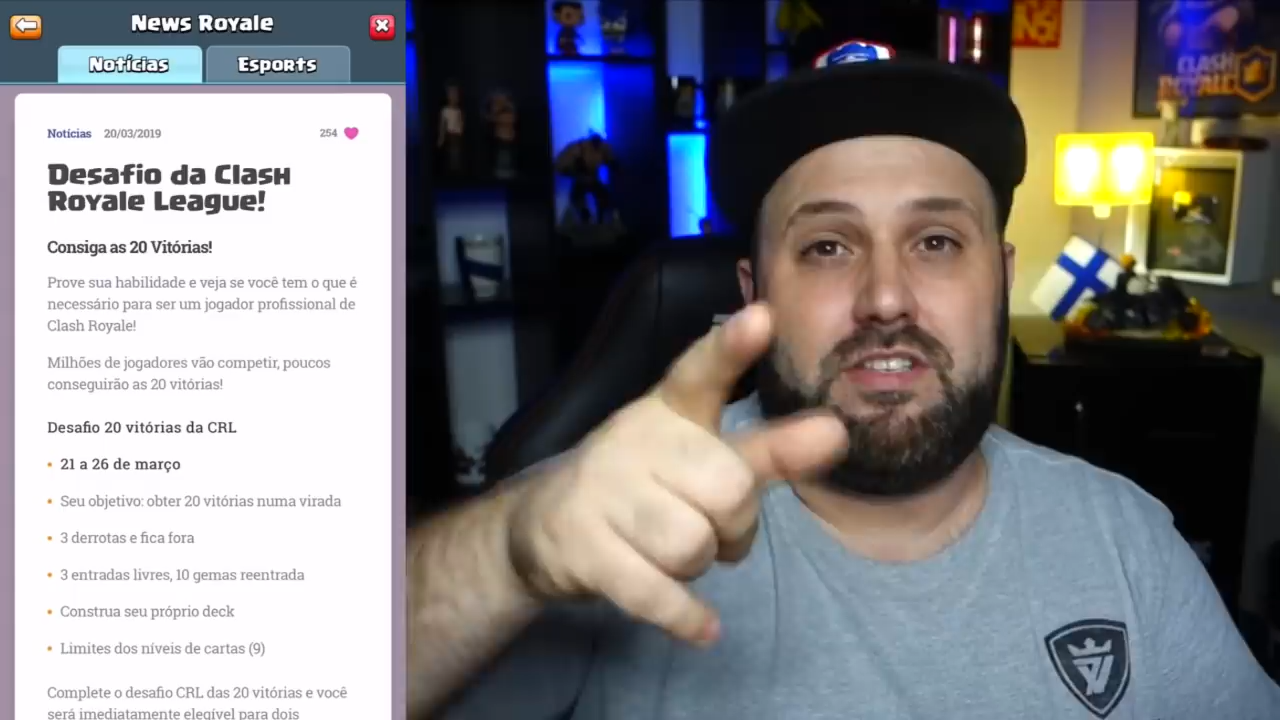 News Royale
Notícias
Esports
Notícias 20/03/2019 254
Desafio da Clash
Royale League!
Consiga as 20 Vitórias!
Prove sua habilidade e veja se você tem o que é
necessário para ser um jogador profissional de
Clash Royale!
Milhões de jogadores vão competir, poucos
conseguirão as 20 vitórias!
Desafio 20 vitórias da CRL
• 21 a 26 de março
• Seu objetivo: obter 20 vitórias numa virada
• 3 derrotas e fica fora
• 3 entradas livres, 10 gemas reentrada
• Construa seu próprio deck
• Limites dos níveis de cartas (9)
Complete o desafio CRL das 20 vitórias e você
será imediatamente elegível para dois
CLASH
ROYALE